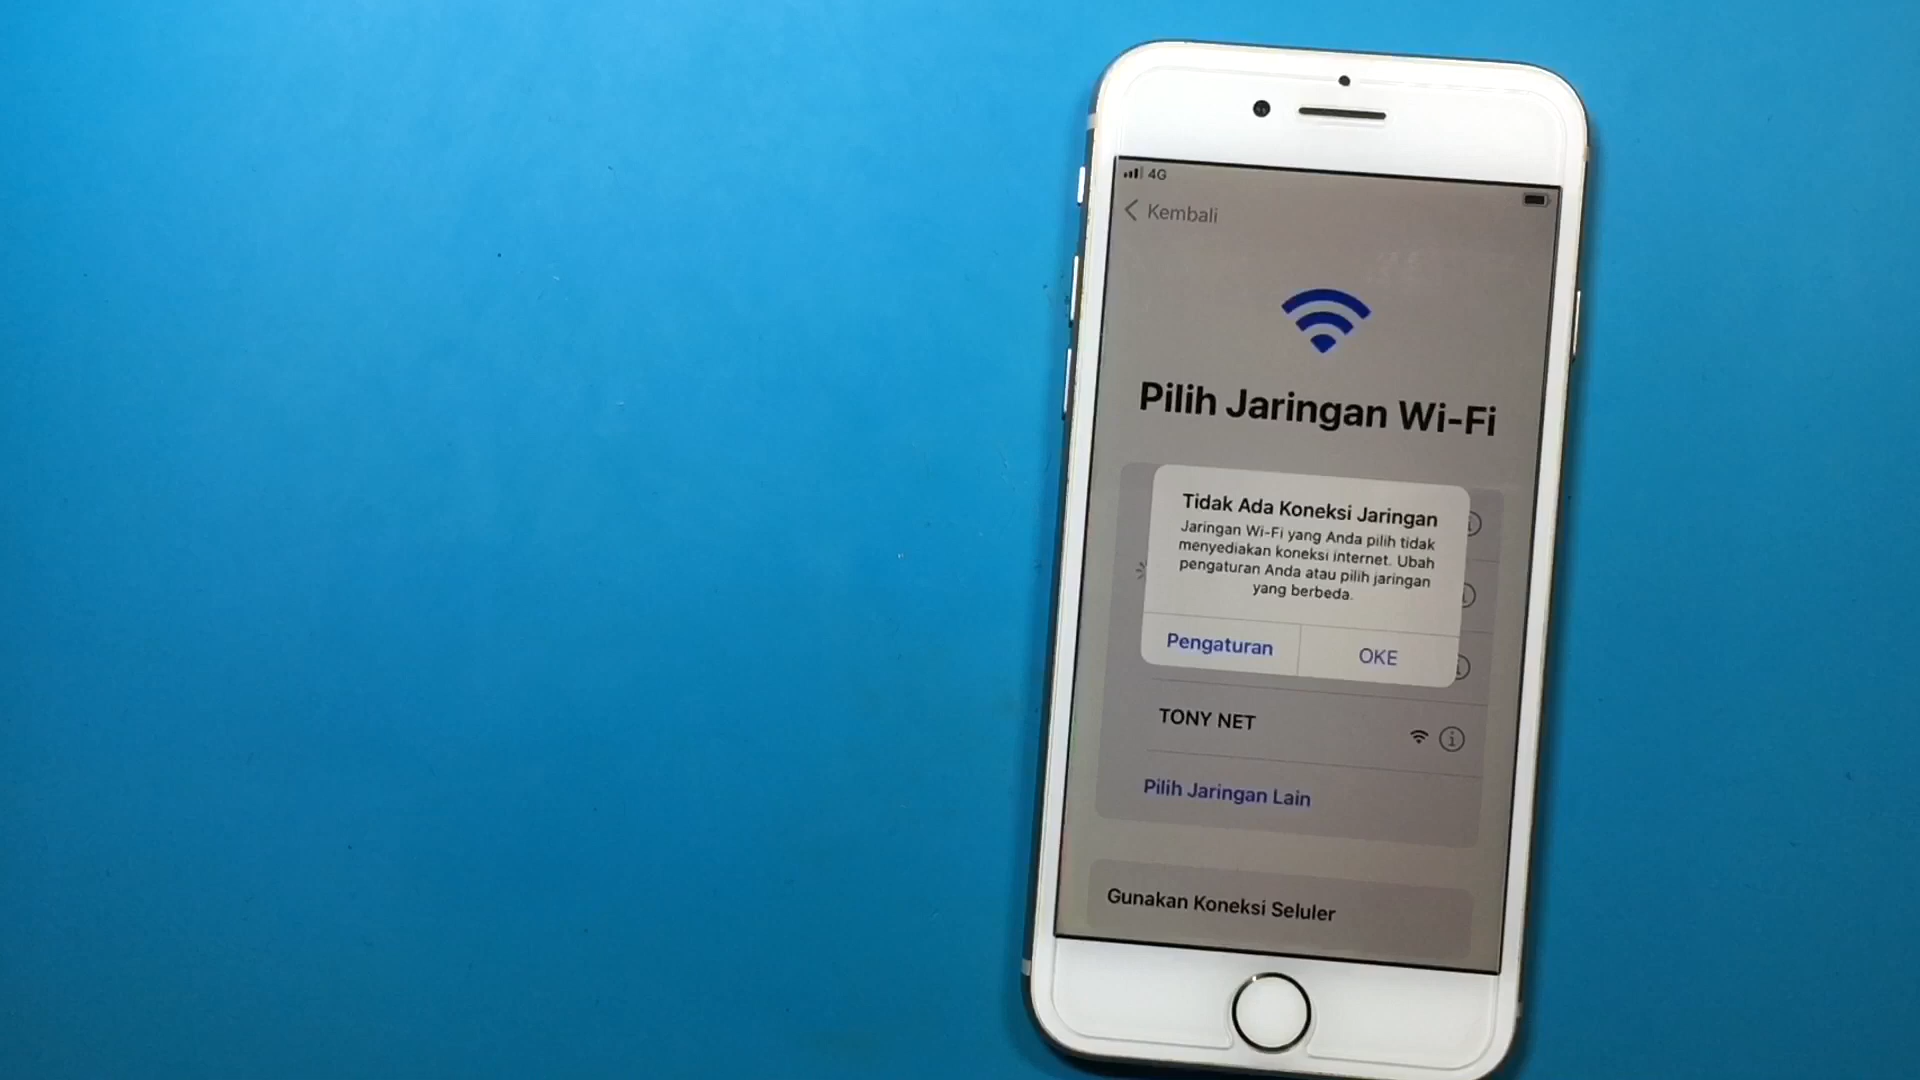 4G
Kembali
Pilih Jaringan Wi-Fi
Tidak Ada Koneksi Jaringan
Jaringan Wi-Fi yang Anda pilih tidak
menyediakan koneksi internet. Ubah
pengaturan Anda atau pilih jaringan
yang berbeda.
Pengaturan
OKE
TONY NET
Pilih Jaringan Lain
Gunakan Koneksi Seluler